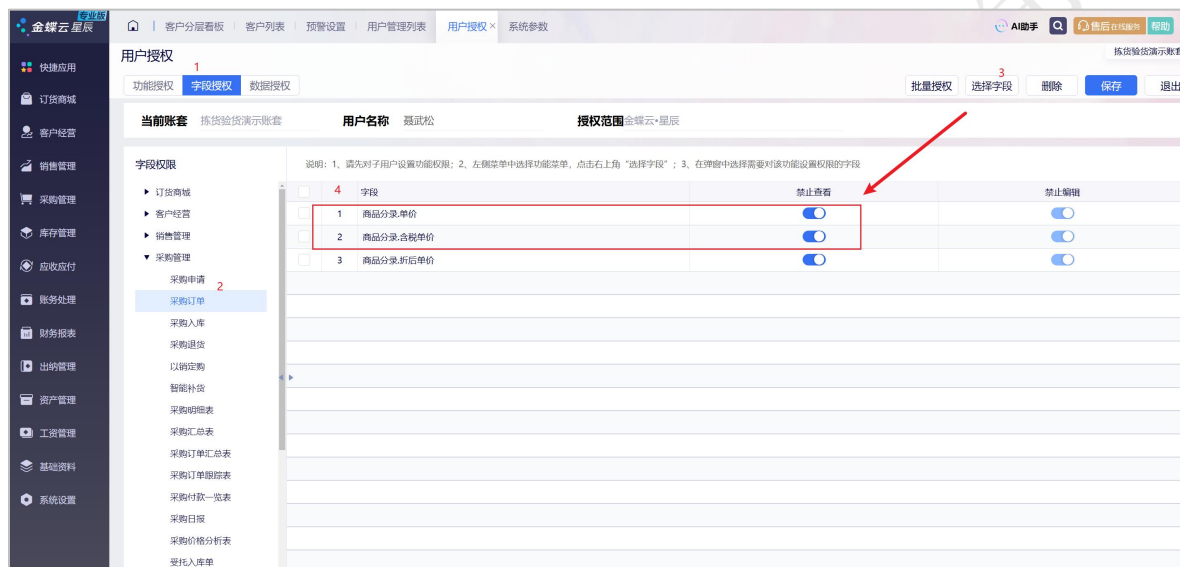 金蝶云星辰 专业版
客户分层看板 客户列表 预警设置 用户管理列表 用户授权 × 系统参数
AI助手 售后在线服务 帮助
用户授权
拣货验货演示账套
1
3
功能授权 字段授权 数据授权
批量授权 选择字段 删除 保存 退出
当前账套 拣货验货演示账套 用户名称 聂武松 授权范围 金蝶云•星辰
快捷应用
订货商城
客户经营
销售管理
采购管理
库存管理
应收应付
账务处理
财务报表
出纳管理
资产管理
工资管理
基础资料
系统设置
字段权限
说明：1、请先对子用户设置功能权限；2、左侧菜单中选择功能菜单，点击右上角“选择字段”；3、在弹窗中选择需要对该功能设置权限的字段
订货商城
客户经营
销售管理
采购管理
采购申请
2
采购订单
采购入库
采购退货
以销定购
智能补货
采购明细表
采购汇总表
采购订单汇总表
采购订单跟踪表
采购付款一览表
采购日报
采购价格分析表
受托入库单
4 字段 禁止查看 禁止编辑
1 商品分录.单价
2 商品分录.含税单价
3 商品分录.折后单价